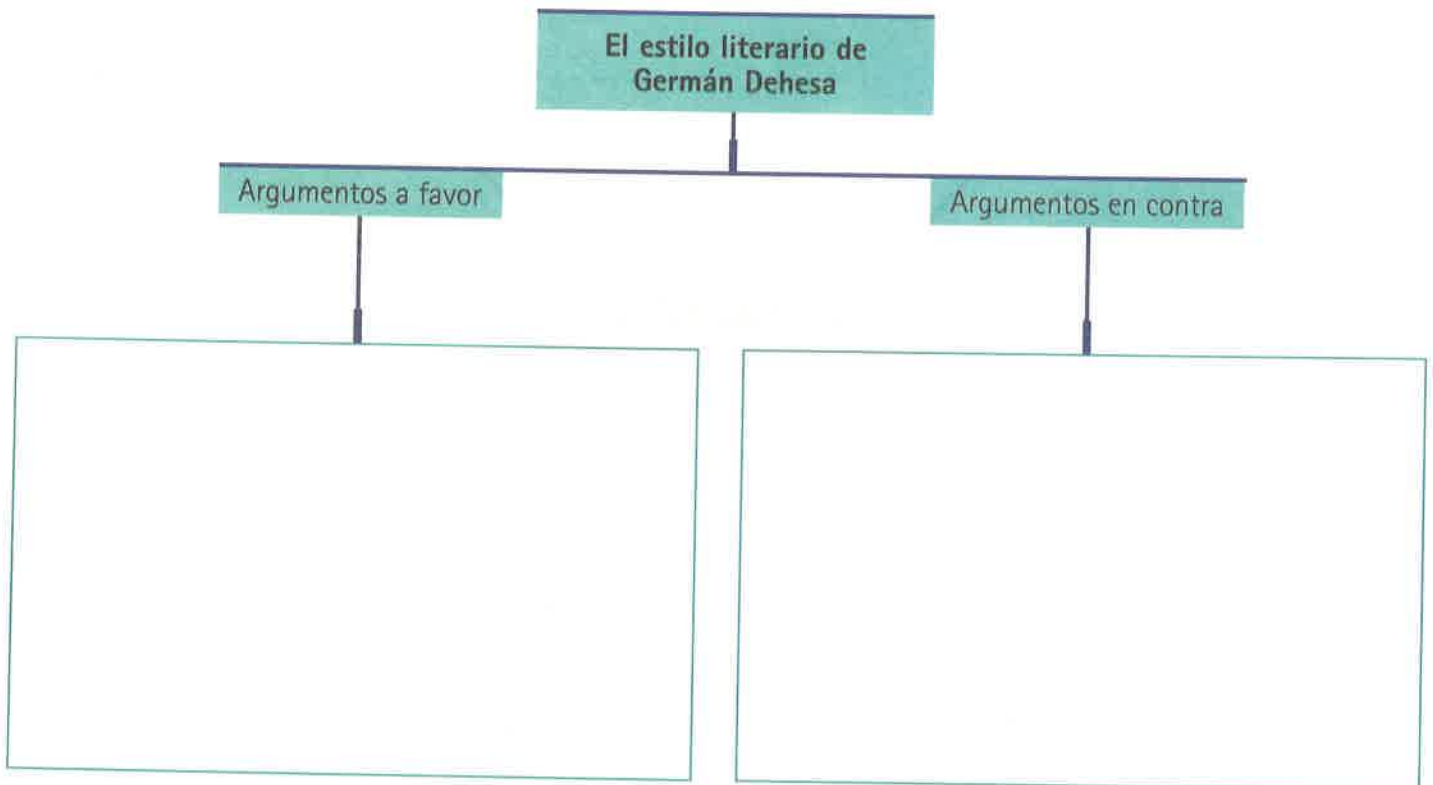 El estilo literario de
Germán Dehesa
Argumentos a favor
Argumentos en contra